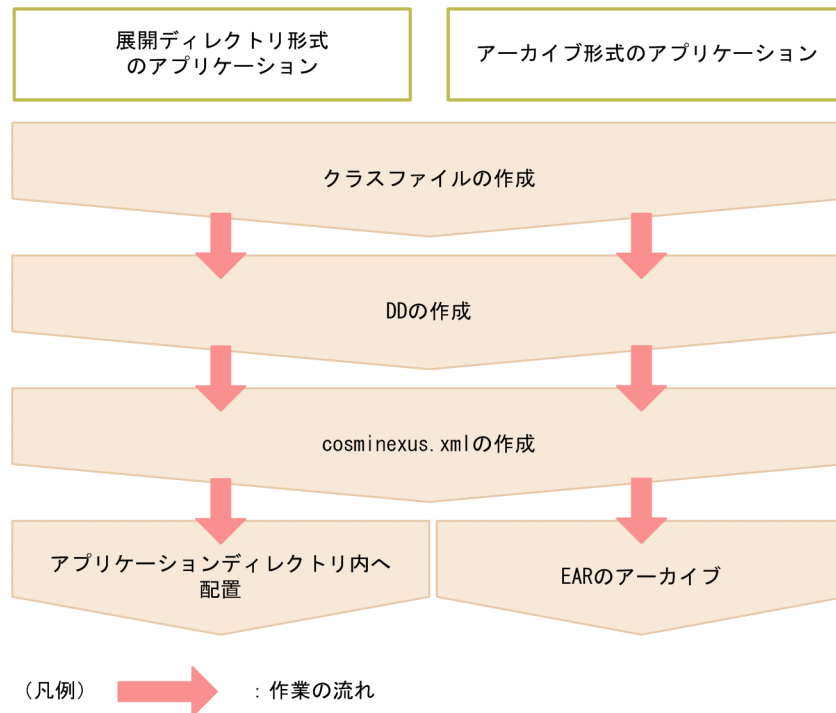 展開ディレクトリ形式
のアプリケーション
アーカイブ形式のアプリケーション
クラスファイルの作成
DDの作成
cosminexus.xmlの作成
アプリケーションディレクトリ内へ
配置
EARのアーカイブ
（凡例）
：作業の流れ